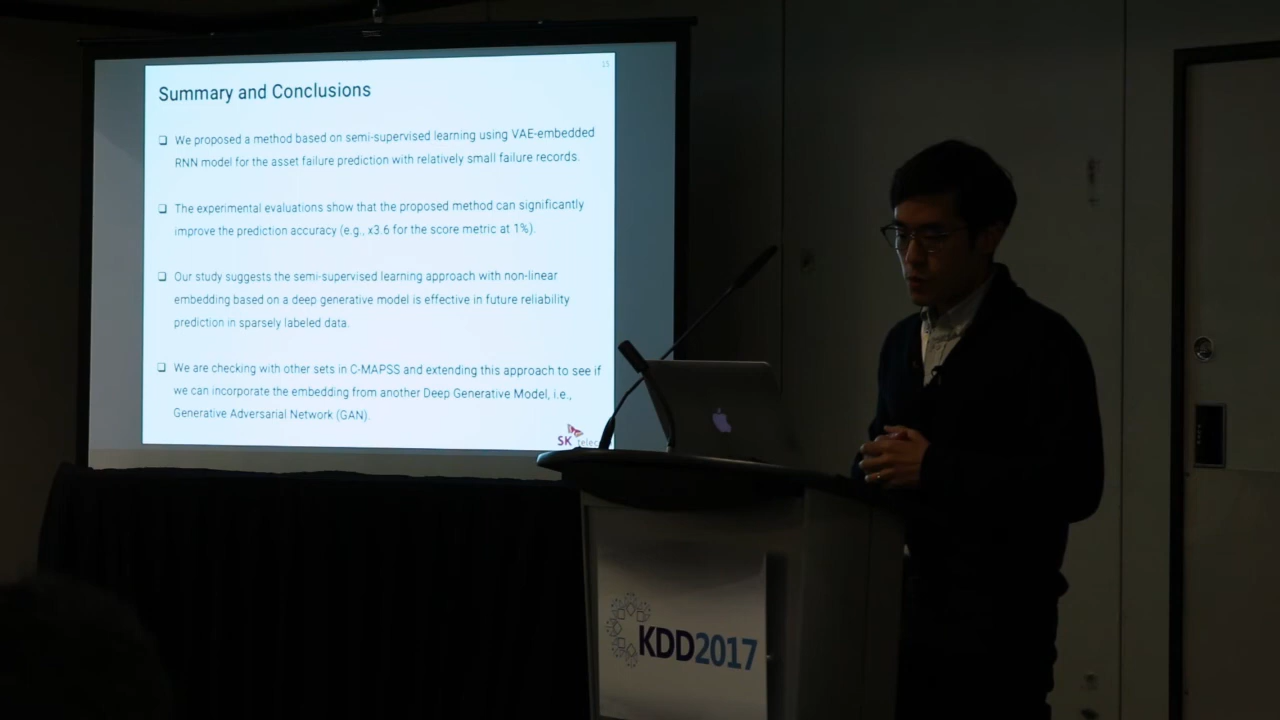 15
Summary and Conclusions
❑ We proposed a method based on semi-supervised learning using VAE-embedded
RNN model for the asset failure prediction with relatively small failure records.
❑ The experimental evaluations show that the proposed method can significantly
improve the prediction accuracy (e.g., x3.6 for the score metric at 1%).
❑ Our study suggests the semi-supervised learning approach with non-linear
embedding based on a deep generative model is effective in future reliability
prediction in sparsely labeled data.
❑ We are checking with other sets in C-MAPSS and extending this approach to see if
we can incorporate the embedding from another Deep Generative Model, i.e.,
Generative Adversarial Network (GAN).
SK telec
KDD2017